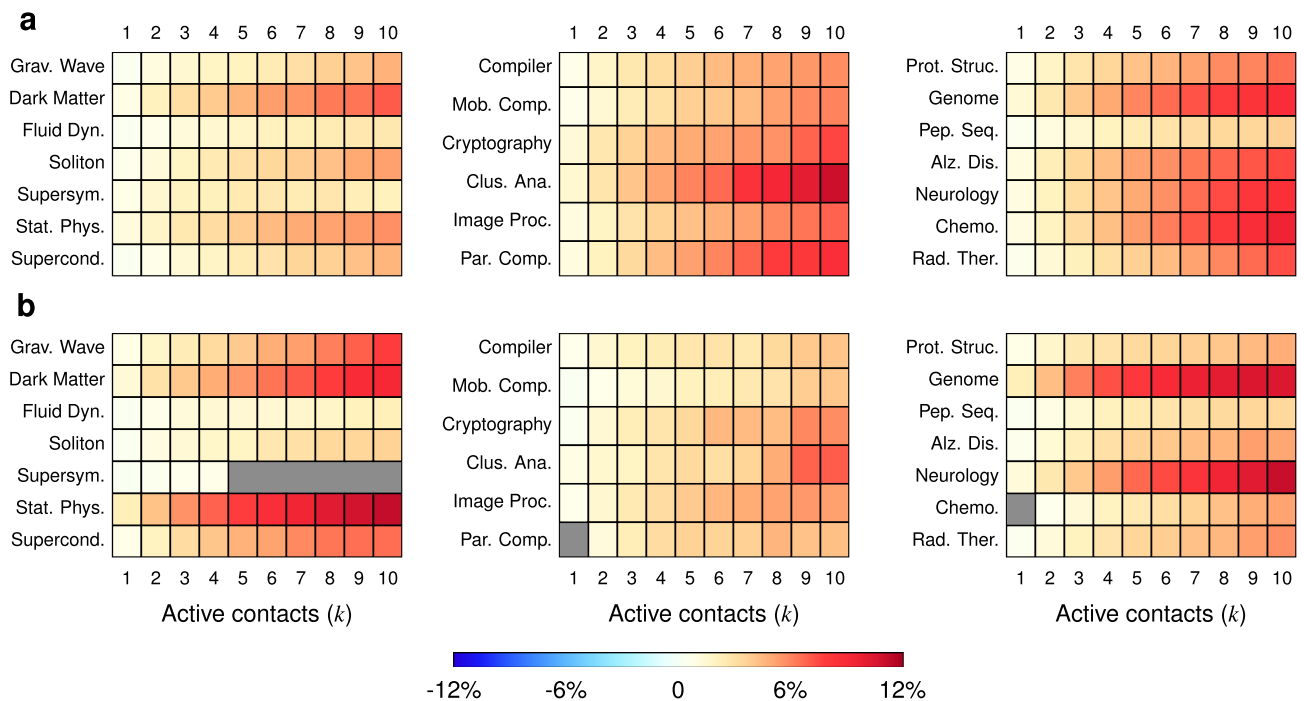 a
1 2 3 4 5 6 7 8 9 10
Grav. Wave
Dark Matter
Fluid Dyn.
Soliton
Supersym.
Stat. Phys.
Supercond.
1 2 3 4 5 6 7 8 9 10
Compiler
Mob. Comp.
Cryptography
Clus. Ana.
Image Proc.
Par. Comp.
1 2 3 4 5 6 7 8 9 10
Prot. Struc.
Genome
Pep. Seq.
Alz. Dis.
Neurology
Chemo.
Rad. Ther.
b
Grav. Wave
Dark Matter
Fluid Dyn.
Soliton
Supersym.
Stat. Phys.
Supercond.
1 2 3 4 5 6 7 8 9 10
Active contacts (k)
Compiler
Mob. Comp.
Cryptography
Clus. Ana.
Image Proc.
Par. Comp.
1 2 3 4 5 6 7 8 9 10
Active contacts (k)
Prot. Struc.
Genome
Pep. Seq.
Alz. Dis.
Neurology
Chemo.
Rad. Ther.
1 2 3 4 5 6 7 8 9 10
Active contacts (k)
-12% -6% 0 6% 12%